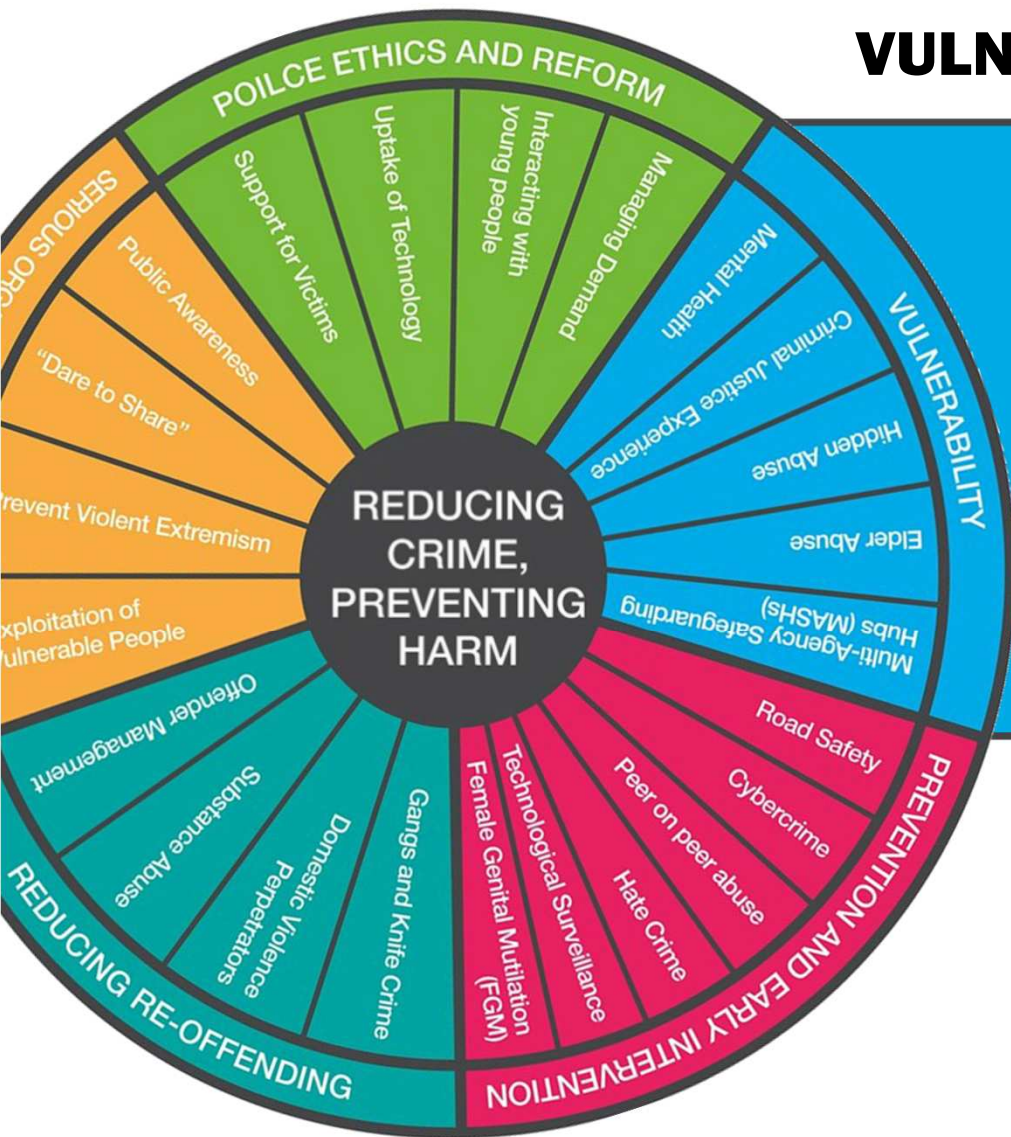 VULN
POILCE ETHICS AND REFORM
Support for Victims
Uptake of Technology
Interacting with
young people
Managing Demand
VULNERABILITY
Mental Health
Criminal Justice Experience
Hidden Abuse
Elder Abuse
Multi-Agency Safeguarding
Hubs (MASHs)
PREVENTION AND EARLY INTERVENTION
Road Safety
Cybercrime
Peer on peer abuse
Hate Crime
Technological Surveillance
Female Genital Mutilation
(FGM)
REDUCING RE-OFFENDING
Gangs and Knife Crime
Domestic Violence
Perpetrators
Substance Abuse
Offender Management
SERIOUS ORG
xploitation of
Vulnerable People
Prevent Violent Extremism
“Dare to Share”
Public Awareness
REDUCING
CRIME,
PREVENTING
HARM